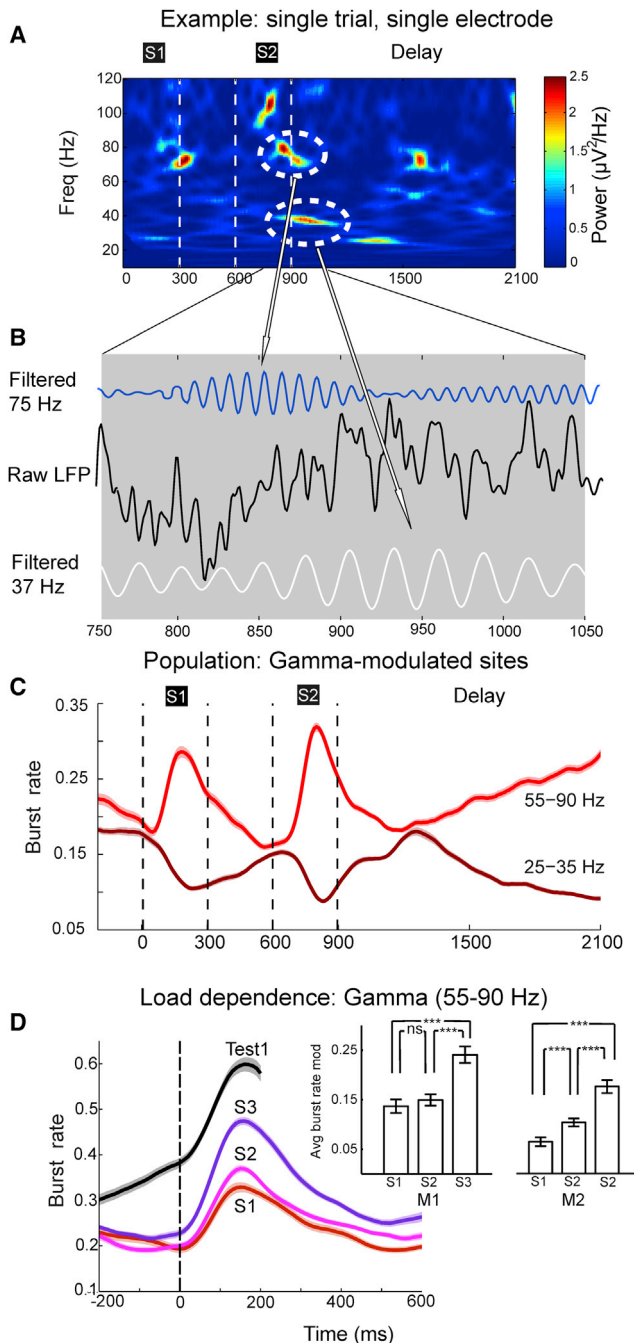 Example: single trial, single electrode
A
S1 S2 Delay
120
100
80
60
40
20
Freq (Hz)
0 300 600 900 1500 2100
2.5
2
1.5
1
0.5
0
Power (μV²/Hz)
B
Filtered
75 Hz
Raw LFP
Filtered
37 Hz
750 800 850 900 950 1000 1050
Population: Gamma-modulated sites
C
S1 S2 Delay
0.35
0.25
0.15
0.05
Burst rate
55–90 Hz
25–35 Hz
0 300 600 900 1500 2100
Load dependence: Gamma (55-90 Hz)
D
0.6
0.5
0.4
0.3
0.2
0.1
Burst rate
Test1
S3
S2
S1
-200 0 200 400 600
Time (ms)
Avg burst rate mod
0.25
0.15
0.05
***
ns ***
S1 S2 S3
M1
***
*** ***
S1 S2 S2
M2